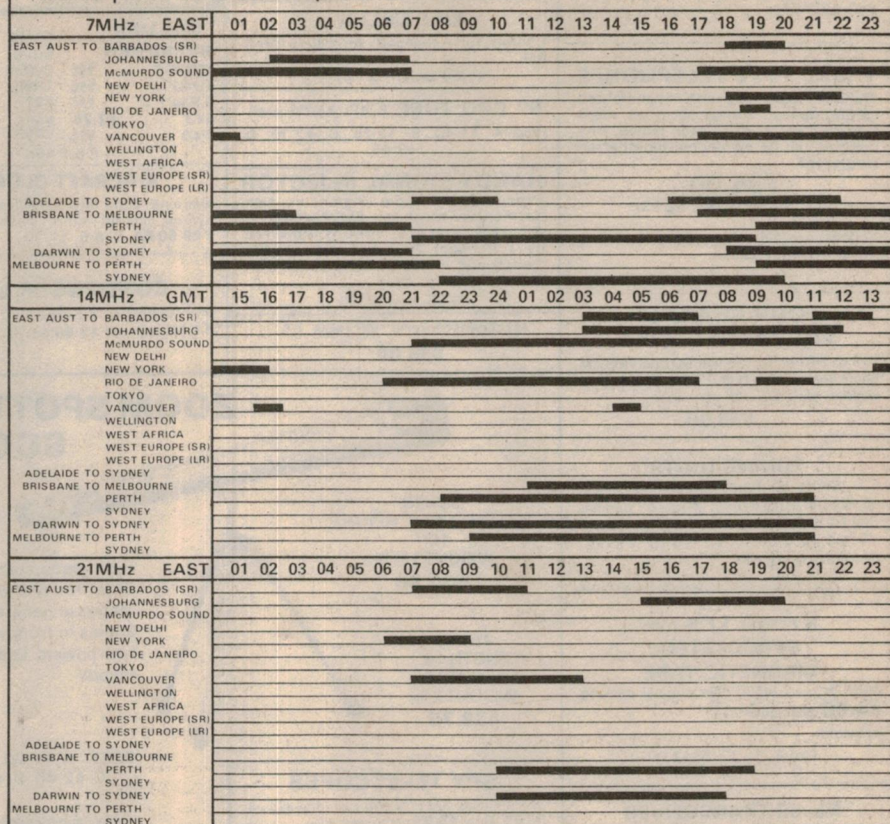 7MHz EAST 01 02 03 04 05 06 07 08 09 10 11 12 13 14 15 16 17 18 19 20 21 22 23
EAST AUST TO BARBADOS (SR)
JOHANNESBURG
McMURDO SOUND
NEW DELHI
NEW YORK
RIO DE JANEIRO
TOKYO
VANCOUVER
WELLINGTON
WEST AFRICA
WEST EUROPE (SR)
WEST EUROPE (LR)
ADELAIDE TO SYDNEY
BRISBANE TO MELBOURNE
PERTH
SYDNEY
DARWIN TO SYDNEY
MELBOURNE TO PERTH
SYDNEY
14MHz GMT 15 16 17 18 19 20 21 22 23 24 01 02 03 04 05 06 07 08 09 10 11 12 13
EAST AUST TO BARBADOS (SR)
JOHANNESBURG
McMURDO SOUND
NEW DELHI
NEW YORK
RIO DE JANEIRO
TOKYO
VANCOUVER
WELLINGTON
WEST AFRICA
WEST EUROPE (SR)
WEST EUROPE (LR)
ADELAIDE TO SYDNEY
BRISBANE TO MELBOURNE
PERTH
SYDNEY
DARWIN TO SYDNEY
MELBOURNE TO PERTH
SYDNEY
21MHz EAST 01 02 03 04 05 06 07 08 09 10 11 12 13 14 15 16 17 18 19 20 21 22 23
EAST AUST TO BARBADOS (SR)
JOHANNESBURG
McMURDO SOUND
NEW DELHI
NEW YORK
RIO DE JANEIRO
TOKYO
VANCOUVER
WELLINGTON
WEST AFRICA
WEST EUROPE (SR)
WEST EUROPE (LR)
ADELAIDE TO SYDNEY
BRISBANE TO MELBOURNE
PERTH
SYDNEY
DARWIN TO SYDNEY
MELBOURNE TO PERTH
SYDNEY